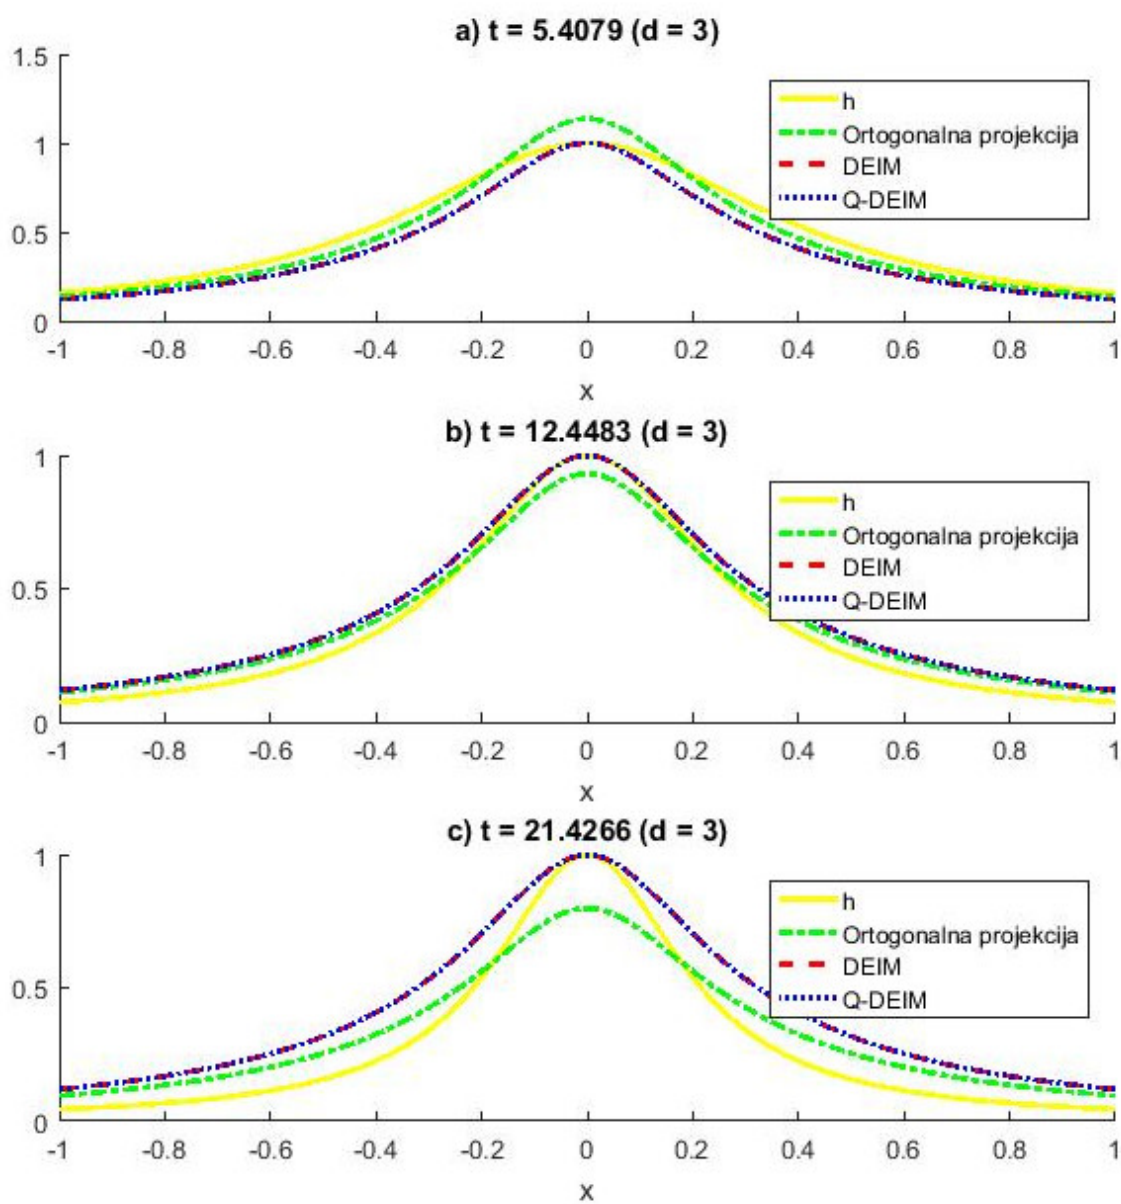 a) t = 5.4079 (d = 3)
1.5
1
0.5
0
h
Ortogonalna projekcija
DEIM
Q-DEIM
-1 -0.8 -0.6 -0.4 -0.2 0 0.2 0.4 0.6 0.8 1
x
b) t = 12.4483 (d = 3)
1
0.5
0
h
Ortogonalna projekcija
DEIM
Q-DEIM
-1 -0.8 -0.6 -0.4 -0.2 0 0.2 0.4 0.6 0.8 1
x
c) t = 21.4266 (d = 3)
1
0.5
0
h
Ortogonalna projekcija
DEIM
Q-DEIM
-1 -0.8 -0.6 -0.4 -0.2 0 0.2 0.4 0.6 0.8 1
x